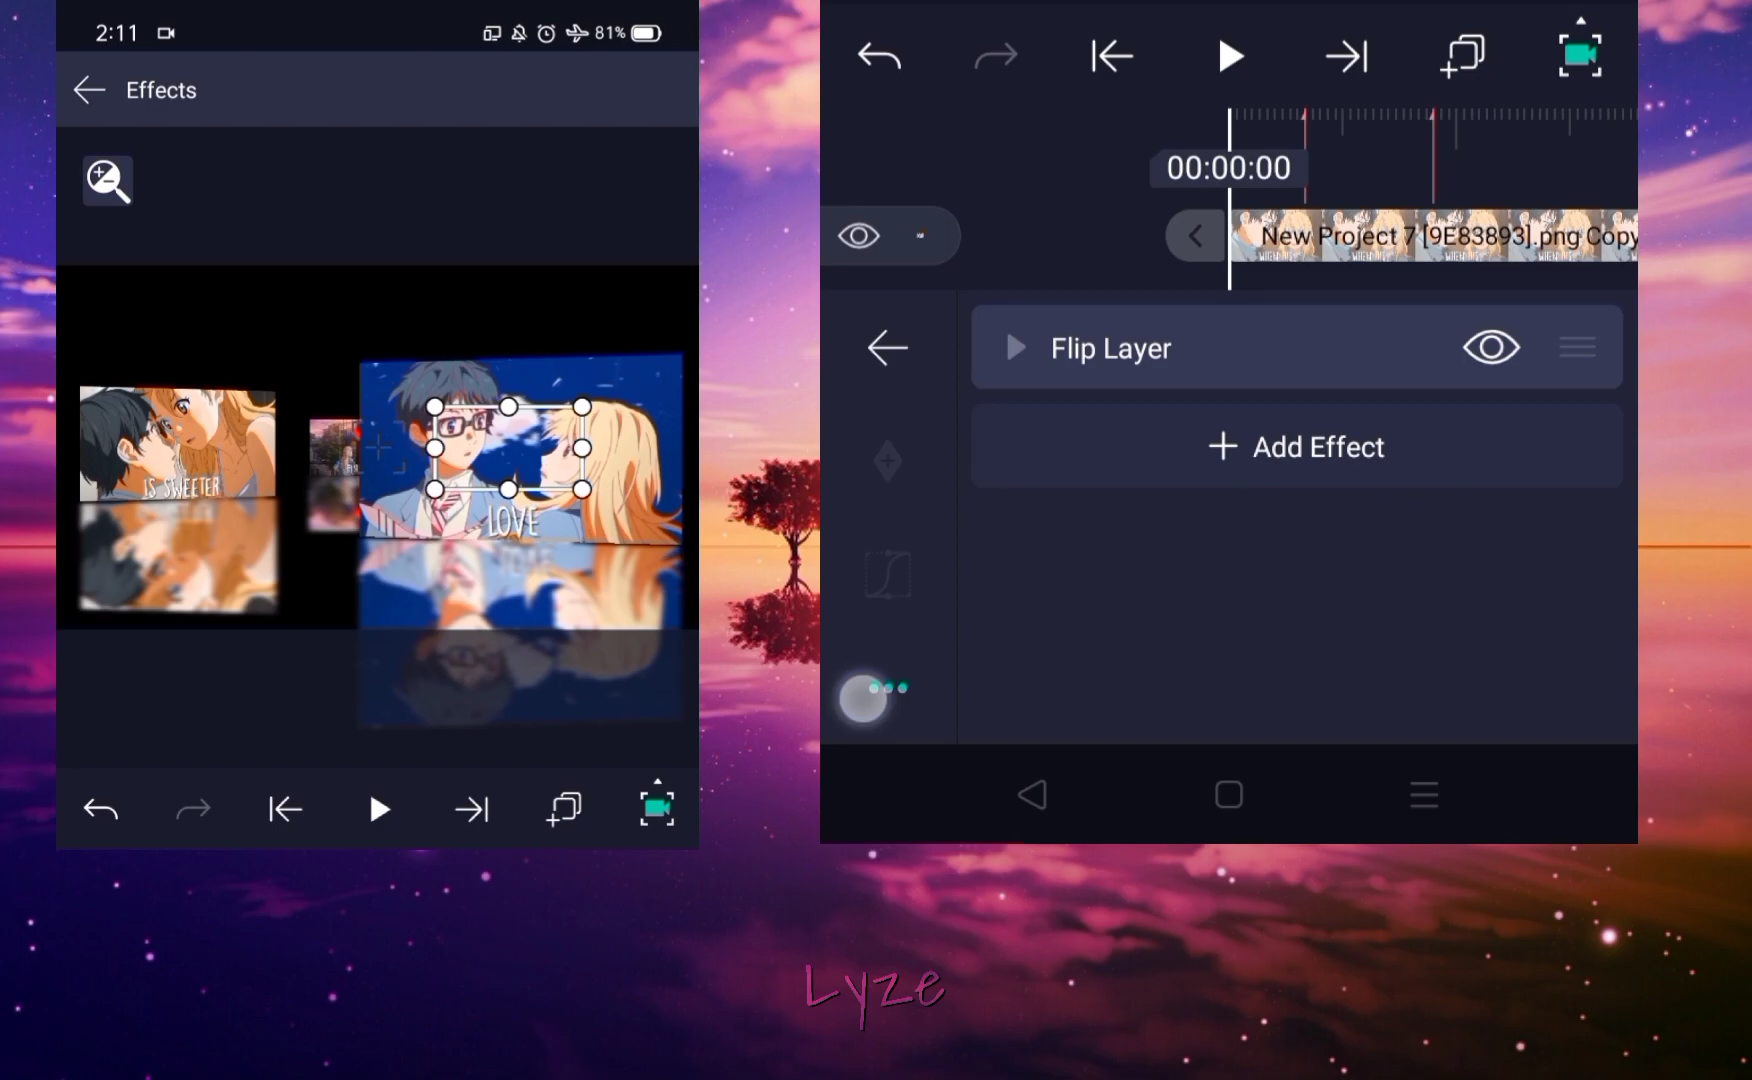 2:11
81%
Effects
IS SWEETER
LOVE
00:00:00
New Project 7 [9E83893].png Copy
Flip Layer
Add Effect
Lyze